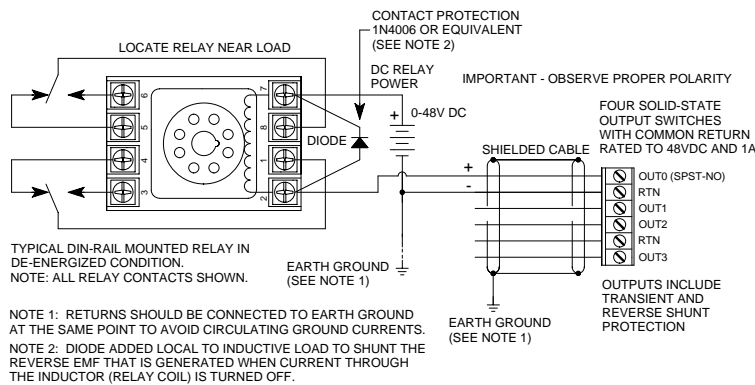 CONTACT PROTECTION
1N4006 OR EQUIVALENT
(SEE NOTE 2)
LOCATE RELAY NEAR LOAD
DC RELAY
POWER
IMPORTANT - OBSERVE PROPER POLARITY
6
7
5
8
4
1
3
2
DIODE
+
0-48V DC
FOUR SOLID-STATE
OUTPUT SWITCHES
WITH COMMON RETURN
RATED TO 48VDC AND 1A
SHIELDED CABLE
+
-
OUT0 (SPST-NO)
RTN
OUT1
OUT2
RTN
OUT3
TYPICAL DIN-RAIL MOUNTED RELAY IN
DE-ENERGIZED CONDITION.
NOTE: ALL RELAY CONTACTS SHOWN.
EARTH GROUND
(SEE NOTE 1)
OUTPUTS INCLUDE
TRANSIENT AND
REVERSE SHUNT
PROTECTION
EARTH GROUND
(SEE NOTE 1)
NOTE 1: RETURNS SHOULD BE CONNECTED TO EARTH GROUND
AT THE SAME POINT TO AVOID CIRCULATING GROUND CURRENTS.
NOTE 2: DIODE ADDED LOCAL TO INDUCTIVE LOAD TO SHUNT THE
REVERSE EMF THAT IS GENERATED WHEN CURRENT THROUGH
THE INDUCTOR (RELAY COIL) IS TURNED OFF.